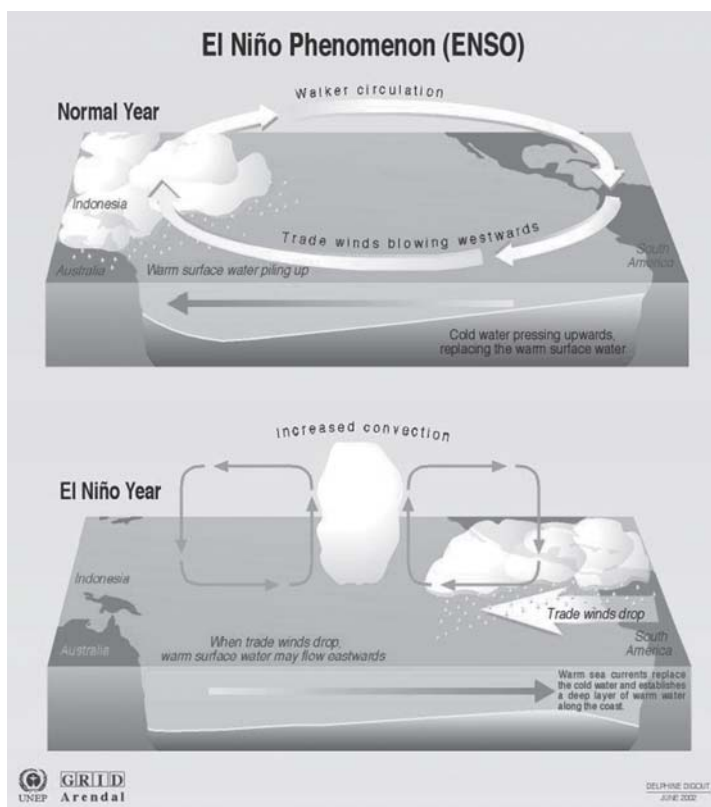 El Niño Phenomenon (ENSO)
Walker circulation
Normal Year
Indonesia
Trade winds blowing westwards
South
America
Australia
Warm surface water piling up
Cold water pressing upwards,
replacing the warm surface water.
Increased convection
El Niño Year
Indonesia
Trade winds drop
When trade winds drop,
warm surface water may flow eastwards
South
America
Australia
Warm sea currents replace
the cold water and establishes
a deep layer of warm water
along the coast.
UNEP
GRID
Arendal
DELPHINE DIGOUT
JUNE 2002